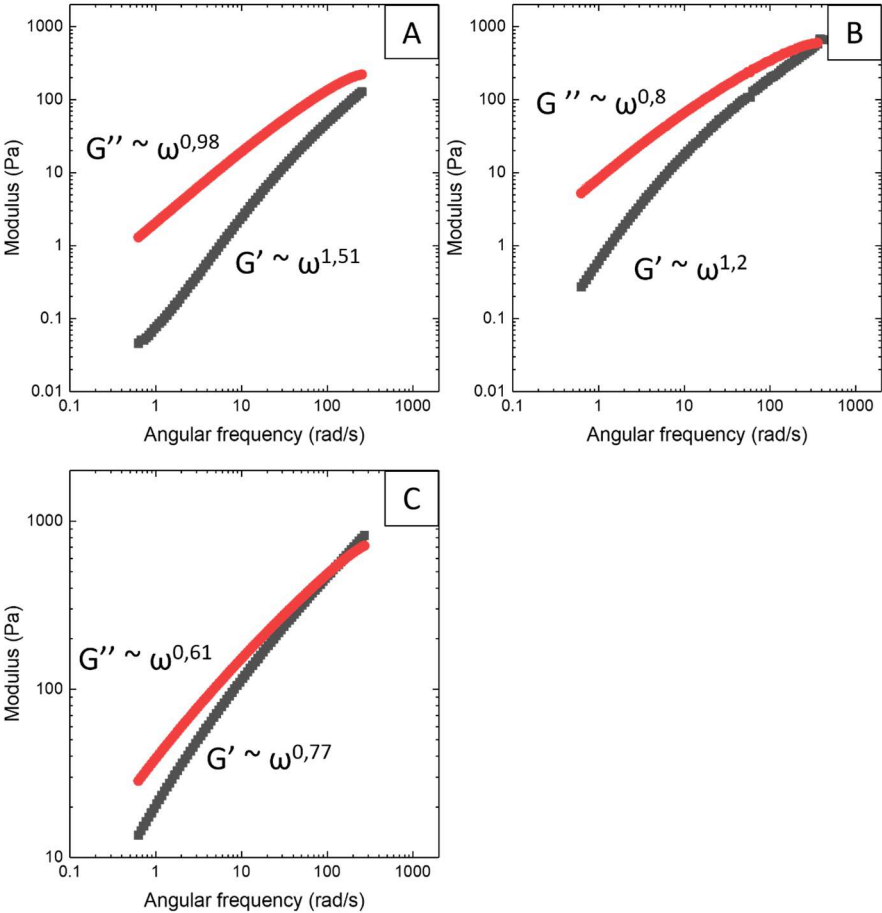 A
1000
100
10
1
0.1
0.01
Modulus (Pa)
G’’ ~ ω0,98
G’ ~ ω1,51
0.1 1 10 100 1000
Angular frequency (rad/s)
B
1000
100
10
1
0.1
0.01
Modulus (Pa)
G ’’ ~ ω0,8
G’ ~ ω1,2
0.1 1 10 100 1000
Angular frequency (rad/s)
C
1000
100
10
Modulus (Pa)
G’’ ~ ω0,61
G’ ~ ω0,77
0.1 1 10 100 1000
Angular frequency (rad/s)